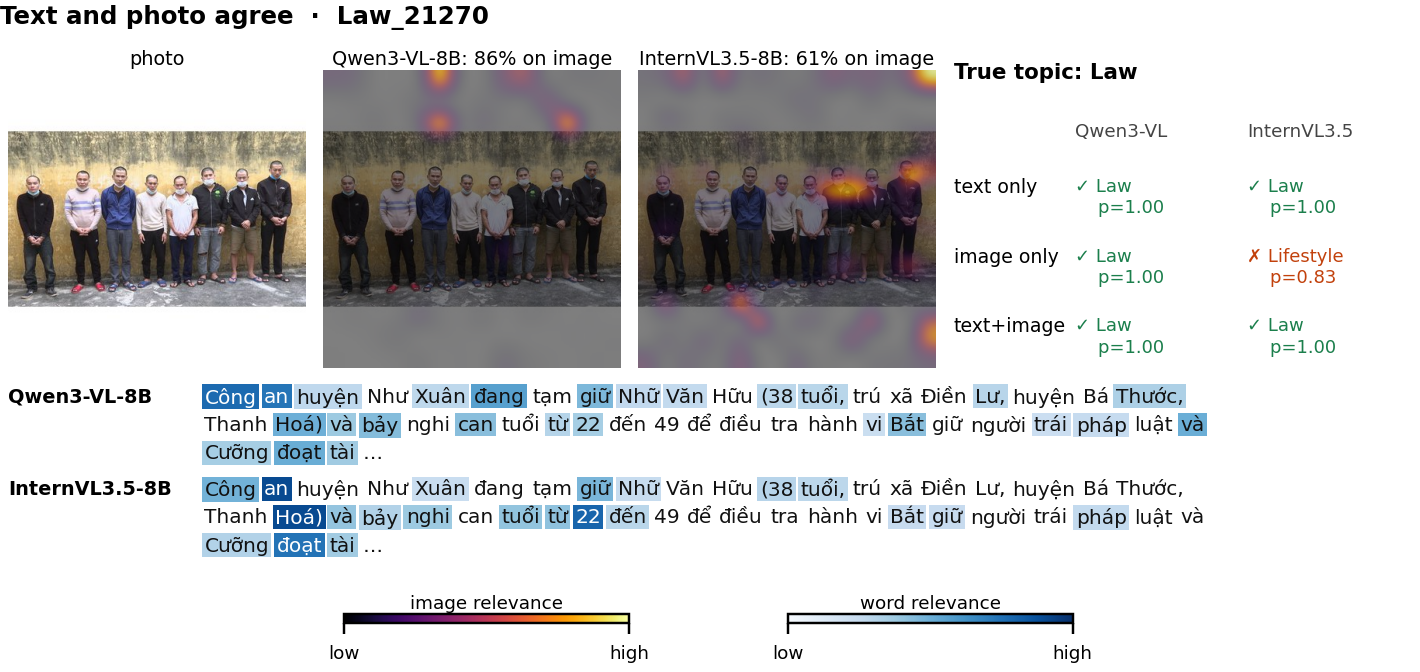 Text and photo agree · Law_21270
photo
Qwen3-VL-8B: 86% on image
InternVL3.5-8B: 61% on image
True topic: Law
Qwen3-VL InternVL3.5
text only ✓ Law ✓ Law
p=1.00 p=1.00
image only ✓ Law ✗ Lifestyle
p=1.00 p=0.83
text+image ✓ Law ✓ Law
p=1.00 p=1.00
Qwen3-VL-8B Công an huyện Như Xuân đang tạm giữ Nhữ Văn Hữu (38 tuổi, trú xã Điền Lư, huyện Bá Thước,
Thanh Hoá) và bảy nghi can tuổi từ 22 đến 49 để điều tra hành vi Bắt giữ người trái pháp luật và
Cưỡng đoạt tài ...
InternVL3.5-8B Công an huyện Như Xuân đang tạm giữ Nhữ Văn Hữu (38 tuổi, trú xã Điền Lư, huyện Bá Thước,
Thanh Hoá) và bảy nghi can tuổi từ 22 đến 49 để điều tra hành vi Bắt giữ người trái pháp luật và
Cưỡng đoạt tài ...
image relevance word relevance
low high low high